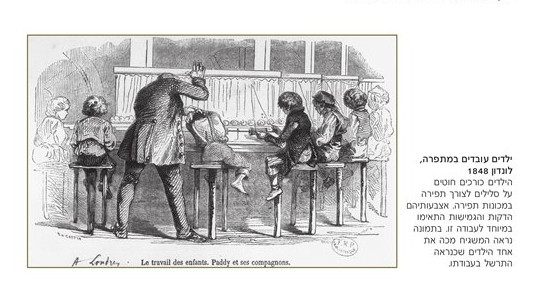 ילדים עובדים במתפרה,
לונדון 1848
הילדים כורכים חוטים
על סלילים לצורך תפירה
במכונות תפירה. אצבעותיהם
הדקות והגמישות התאימו
במיוחד לעבודה זו. בתמונה
נראה המשגיח מכה את
אחד הילדים שכנראה
התרשל בעבודתו.
A Londres. Le travail des enfants. Paddy et ses compagnons.